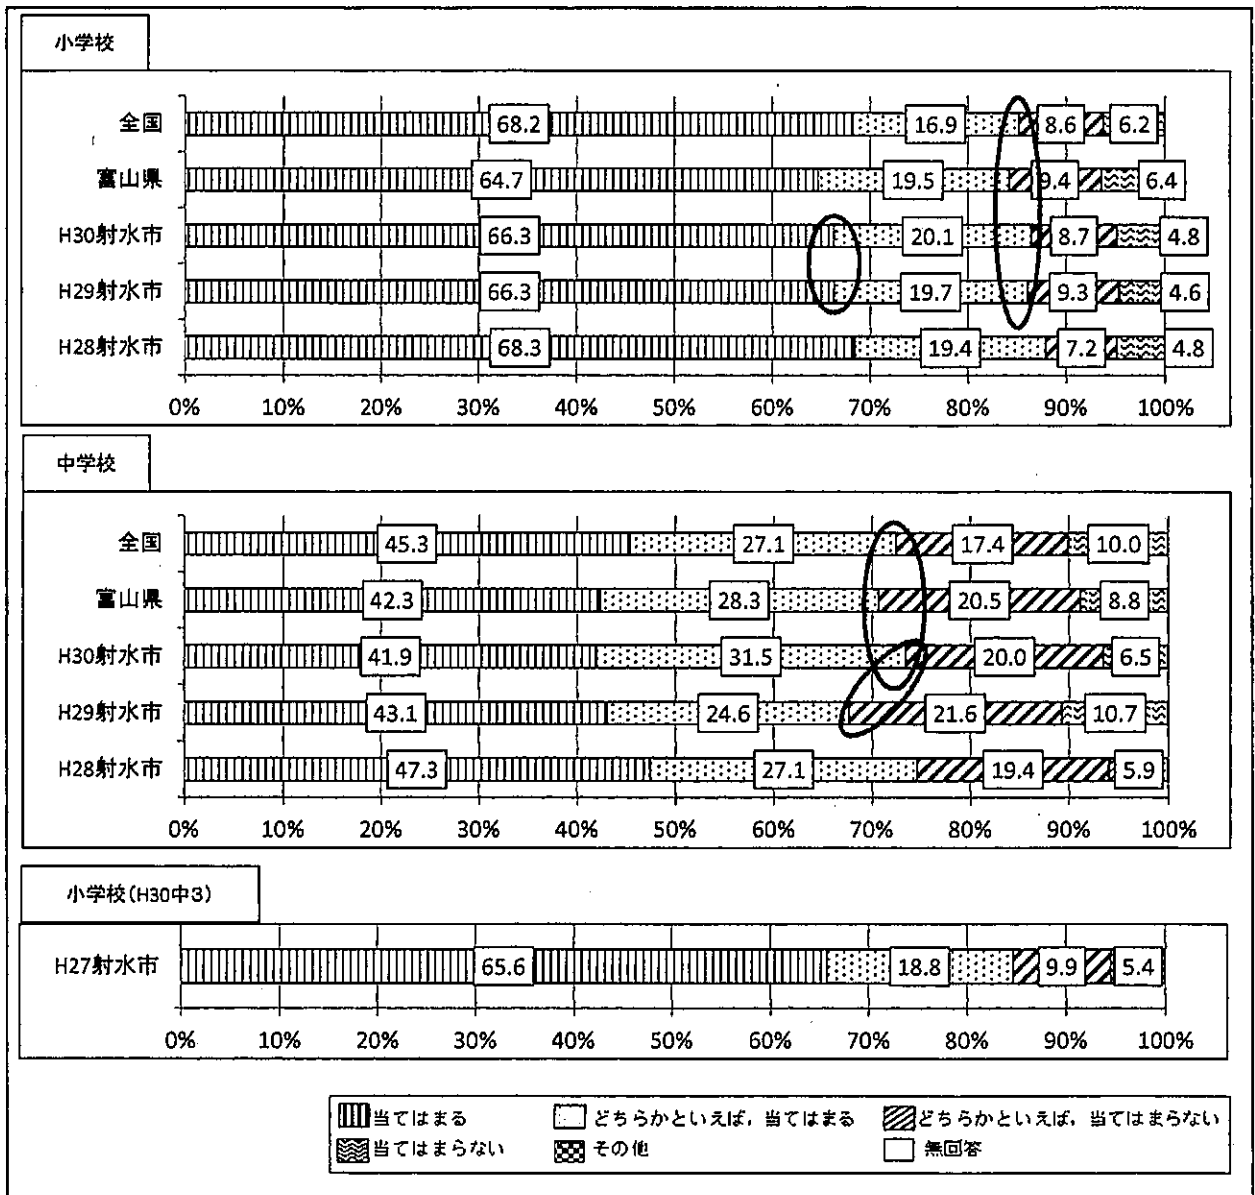 小学校
全国 68.2 16.9 8.6 6.2
富山県 64.7 19.5 9.4 6.4
H30射水市 66.3 20.1 8.7 4.8
H29射水市 66.3 19.7 9.3 4.6
H28射水市 68.3 19.4 7.2 4.8
0% 10% 20% 30% 40% 50% 60% 70% 80% 90% 100%
中学校
全国 45.3 27.1 17.4 10.0
富山県 42.3 28.3 20.5 8.8
H30射水市 41.9 31.5 20.0 6.5
H29射水市 43.1 24.6 21.6 10.7
H28射水市 47.3 27.1 19.4 5.9
0% 10% 20% 30% 40% 50% 60% 70% 80% 90% 100%
小学校(H30中3)
H27射水市 65.6 18.8 9.9 5.4
0% 10% 20% 30% 40% 50% 60% 70% 80% 90% 100%
当てはまる どちらかといえば，当てはまる どちらかといえば，当てはまらない
当てはまらない その他 無回答